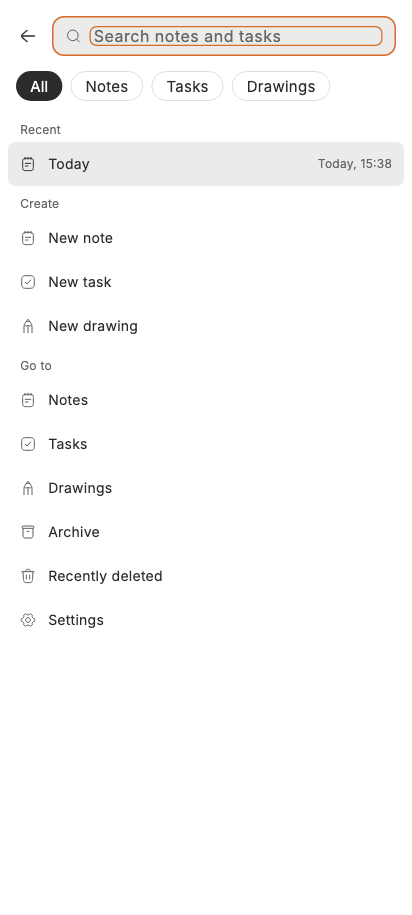 Search notes and tasks
All Notes Tasks Drawings
Recent
Today Today, 15:38
Create
New note
New task
New drawing
Go to
Notes
Tasks
Drawings
Archive
Recently deleted
Settings